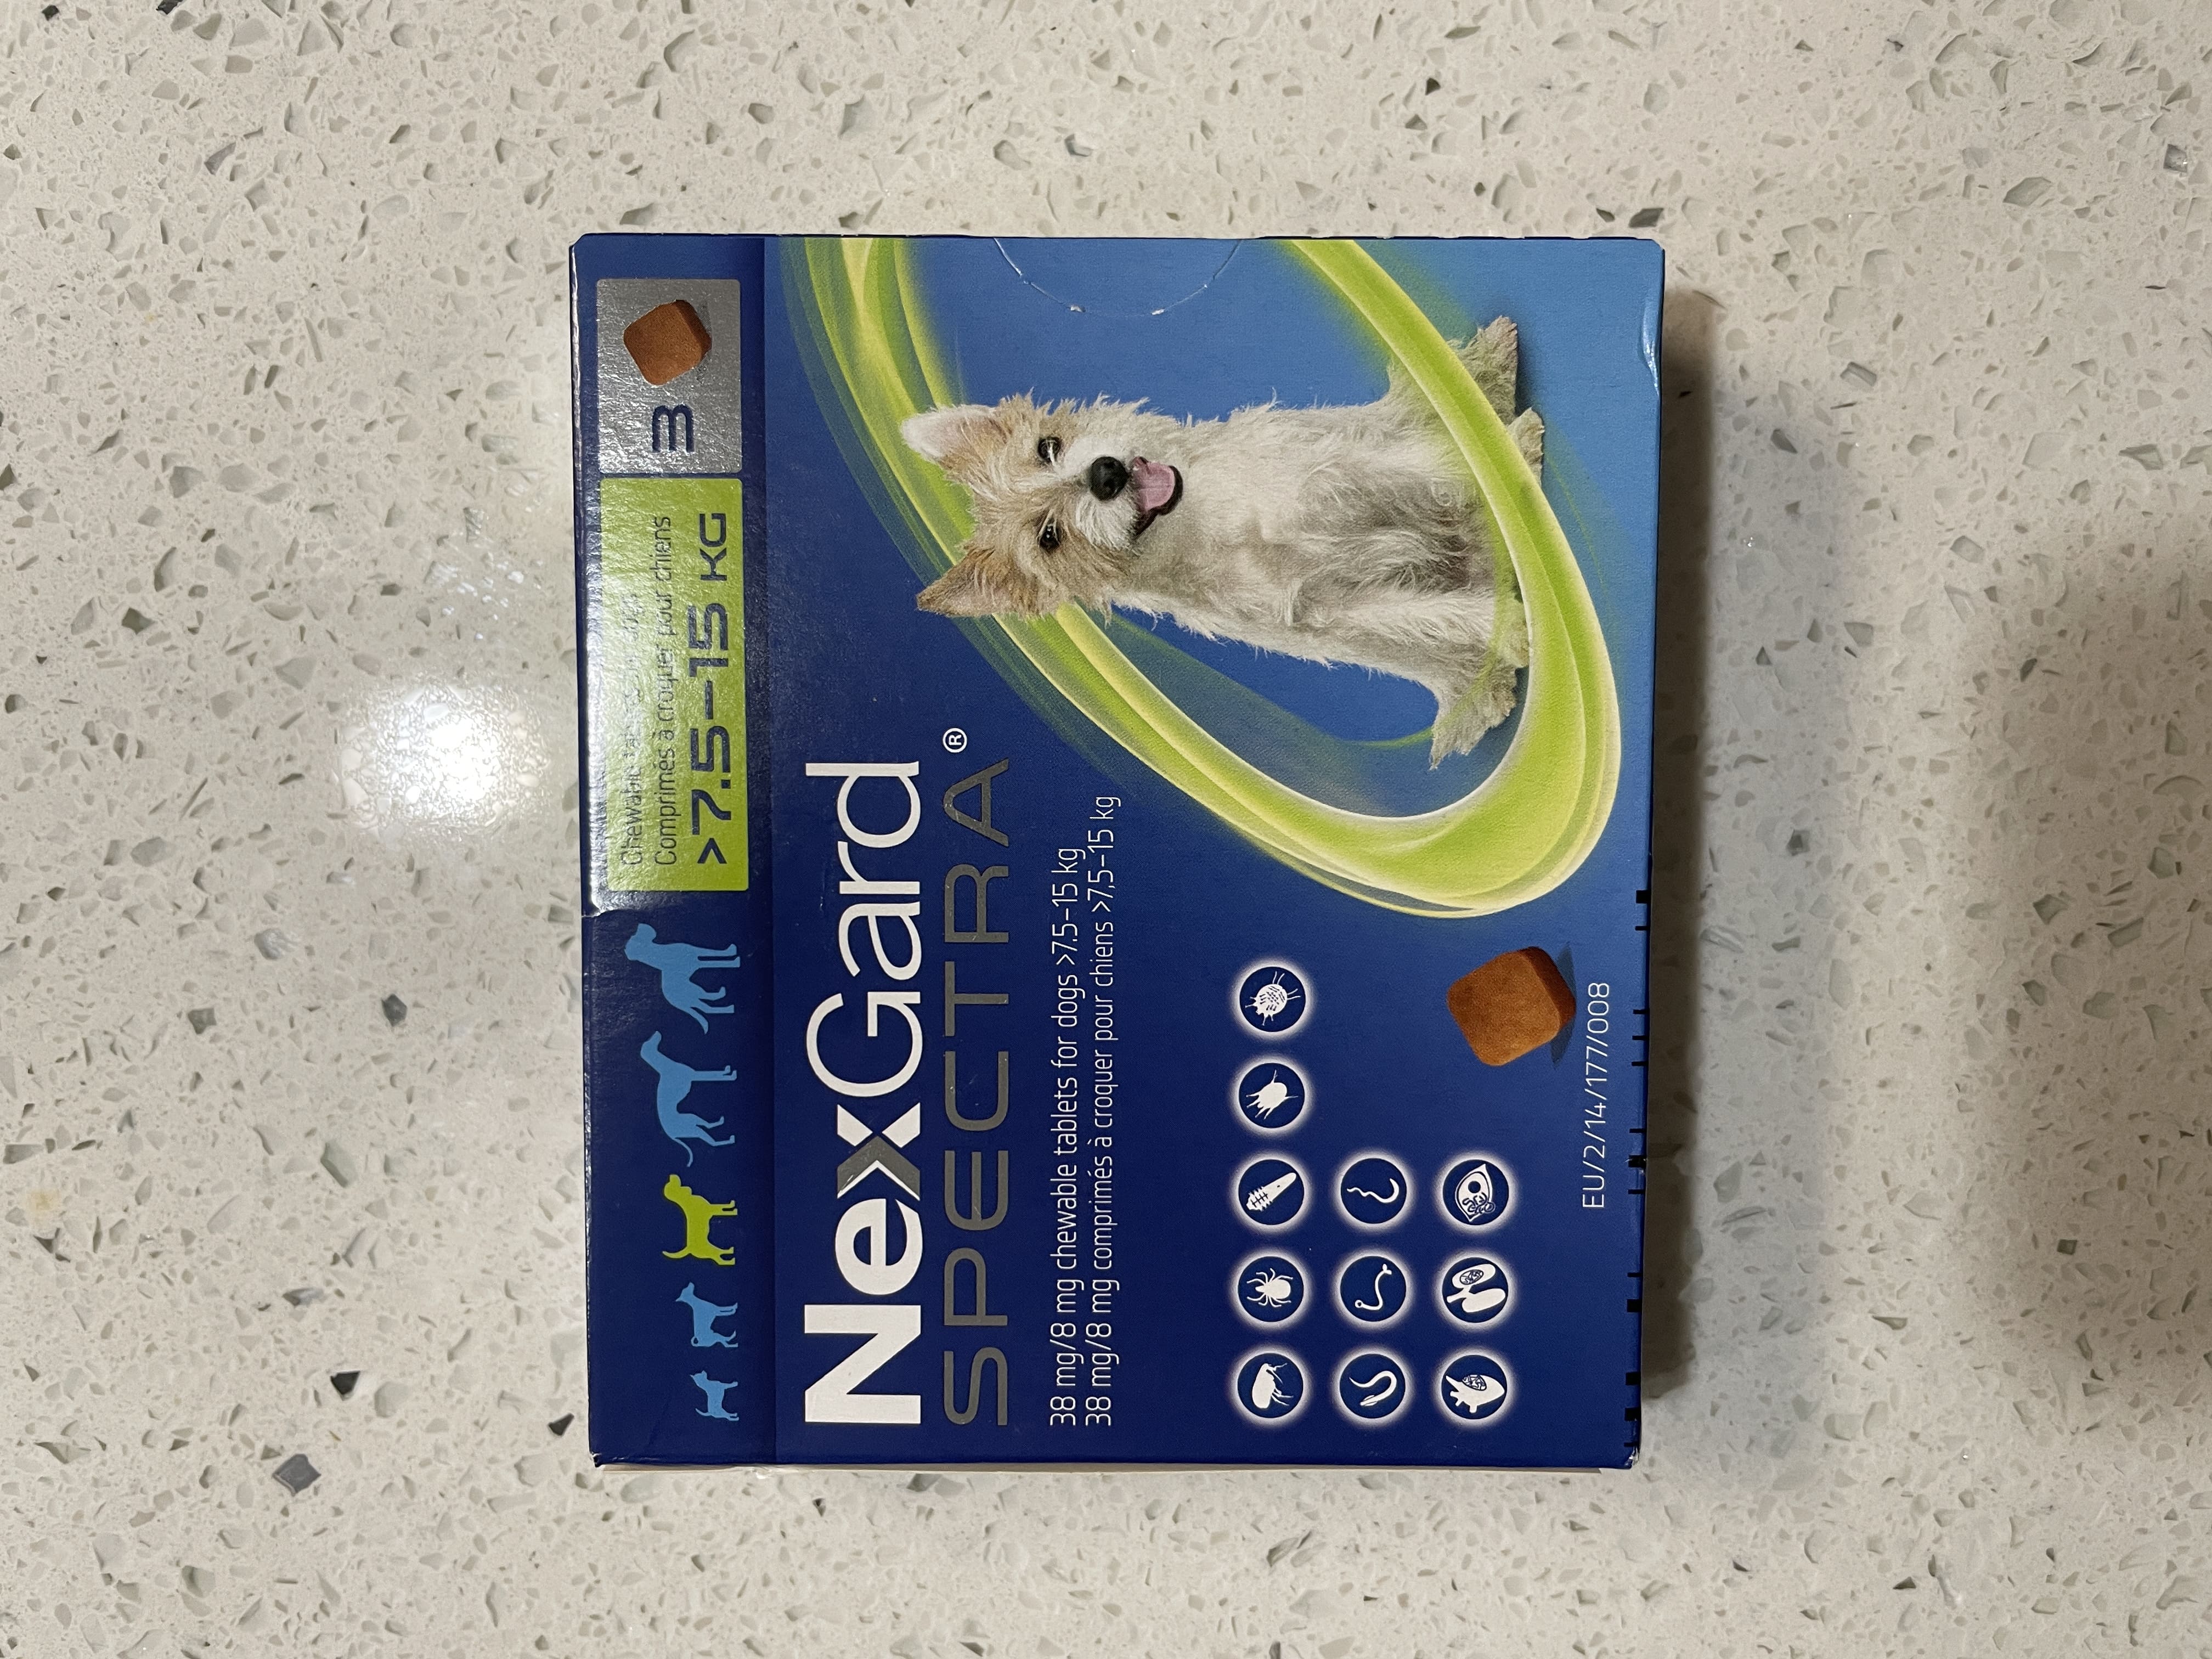 3
Chewable
Comprimés à croquer pour chiens
>7.5–15 KG
NexGard
SPECTRA®
38 mg/8 mg chewable tablets for dogs >7.5–15 kg
38 mg/8 mg comprimés à croquer pour chiens >7,5–15 kg
EU/2/14/177/008